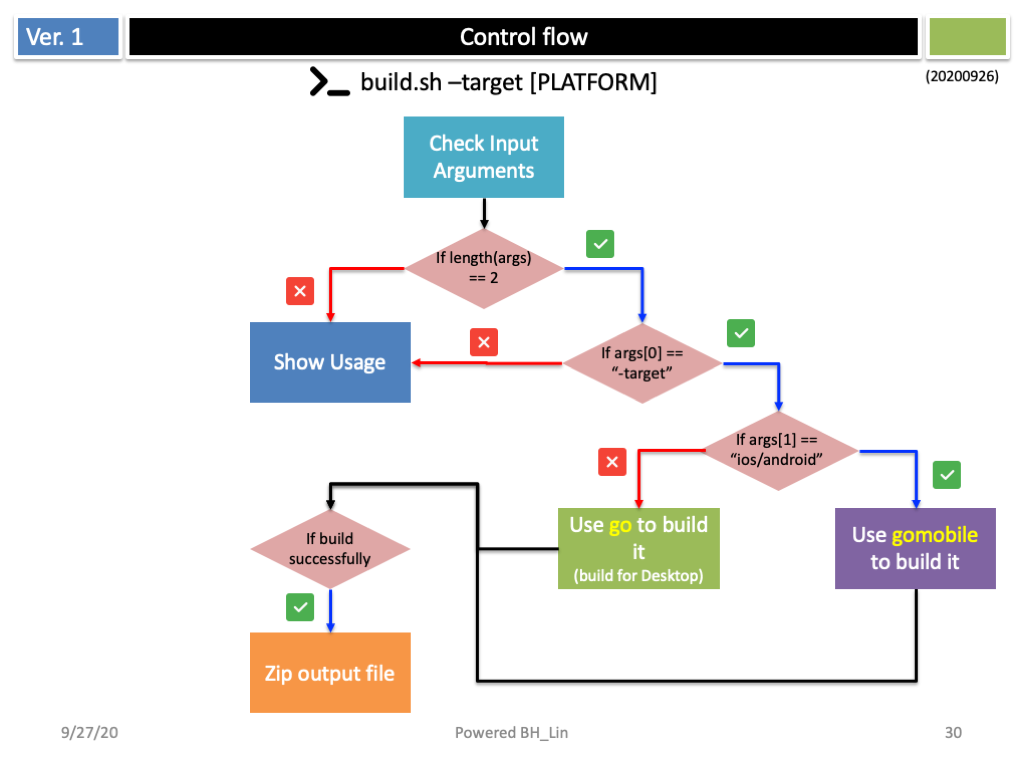 Ver. 1
Control flow
(20200926)
build.sh –target [PLATFORM]
Check Input
Arguments
If length(args)
== 2
Show Usage
If args[0] ==
“-target”
If args[1] ==
“ios/android”
Use go to build
it
(build for Desktop)
Use gomobile
to build it
If build
successfully
Zip output file
9/27/20
Powered BH_Lin
30